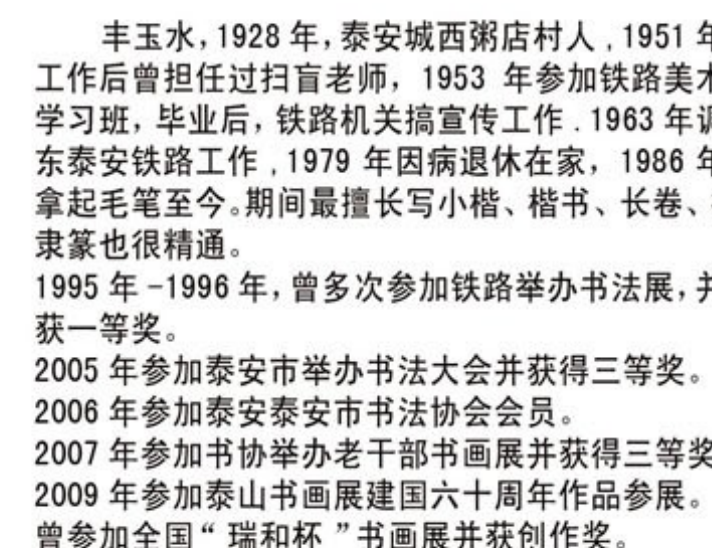 丰玉水，1928 年，泰安城西粥店村人 , 1951 年
工作后曾担任过扫盲老师，1953 年参加铁路美术
学习班，毕业后，铁路机关搞宣传工作 . 1963 年调
东泰安铁路工作 , 1979 年因病退休在家，1986 年
拿起毛笔至今。期间最擅长写小楷、楷书、长卷、
隶篆也很精通。
1995 年 -1996 年，曾多次参加铁路举办书法展，并
获一等奖。
2005 年参加泰安市举办书法大会并获得三等奖。
2006 年参加泰安泰安市书法协会会员。
2007 年参加书协举办老干部书画展并获得三等奖
2009 年参加泰山书画展建国六十周年作品参展。
曾参加全国“ 瑞和杯 ”书画展并获创作奖。